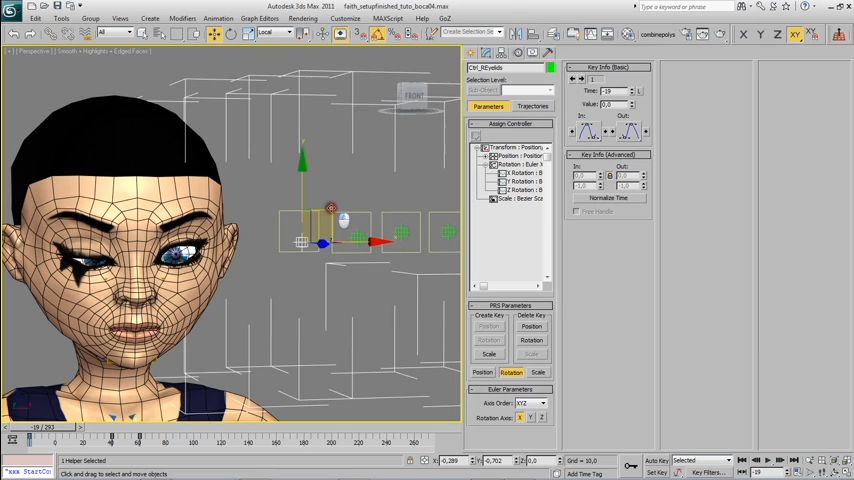 Autodesk 3ds Max 2011
faith_setupfinished_tuto_boca04.max
Type a keyword or phrase
Edit
Tools
Group
Views
Create
Modifiers
Animation
Graph Editors
Rendering
Customize
MAXScript
Help
GoZ
All
Local
Create Selection Se
combinepolys
XY
[ + ] [ Perspective ] [ Smooth + Highlights + Edged Faces ]
FRONT
Ctrl_REyelids
Selection Level:
Sub-Object
Parameters
Trajectories
Assign Controller
Transform : Position
Position : Position
Rotation : Euler X
X Rotation : B
Y Rotation : B
Z Rotation : B
Scale : Bezier Sca
PRS Parameters
Create Key
Delete Key
Position
Position
Rotation
Rotation
Scale
Scale
Position
Rotation
Scale
Euler Parameters
Axis Order:
XYZ
Rotation Axis:
X
Y
Z
Key Info (Basic)
1
Time:
-19
L
Value:
0,0
In:
Out:
Key Info (Advanced)
In:
Out:
0,0
0,0
-1,0
-1,0
Normalize Time
Free Handle
-19 / 293
0
20
40
60
80
100
120
140
160
180
200
220
240
260
"xxx StartCo
1 Helper Selected
Click and drag to select and move objects
X:
-0,289
Y:
-0,702
Z:
0,0
Grid = 10,0
Add Time Tag
Auto Key
Selected
Set Key
Key Filters...
-19